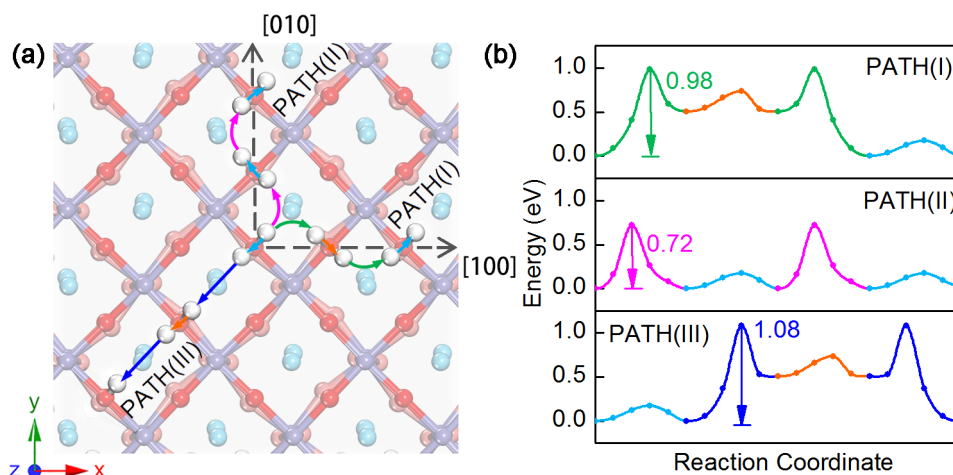 (a)
[010]
PATH(II)
PATH(I)
[100]
PATH(III)
y
z
x
(b)
Energy (eV)
1.0
0.5
0.0
0.98
PATH(I)
1.0
0.5
0.0
0.72
PATH(II)
1.0
0.5
0.0
PATH(III)
1.08
Reaction Coordinate